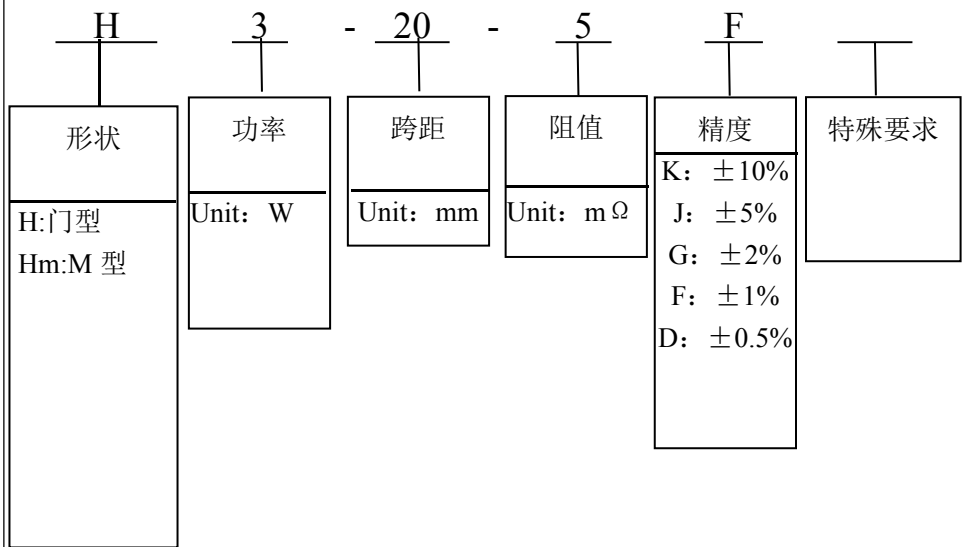 H 3 - 20 - 5 F
形状 功率 跨距 阻值 精度 特殊要求
H:门型
Hm:M 型
Unit：W
Unit：mm
Unit：mΩ
K：±10%
J：±5%
G：±2%
F：±1%
D：±0.5%